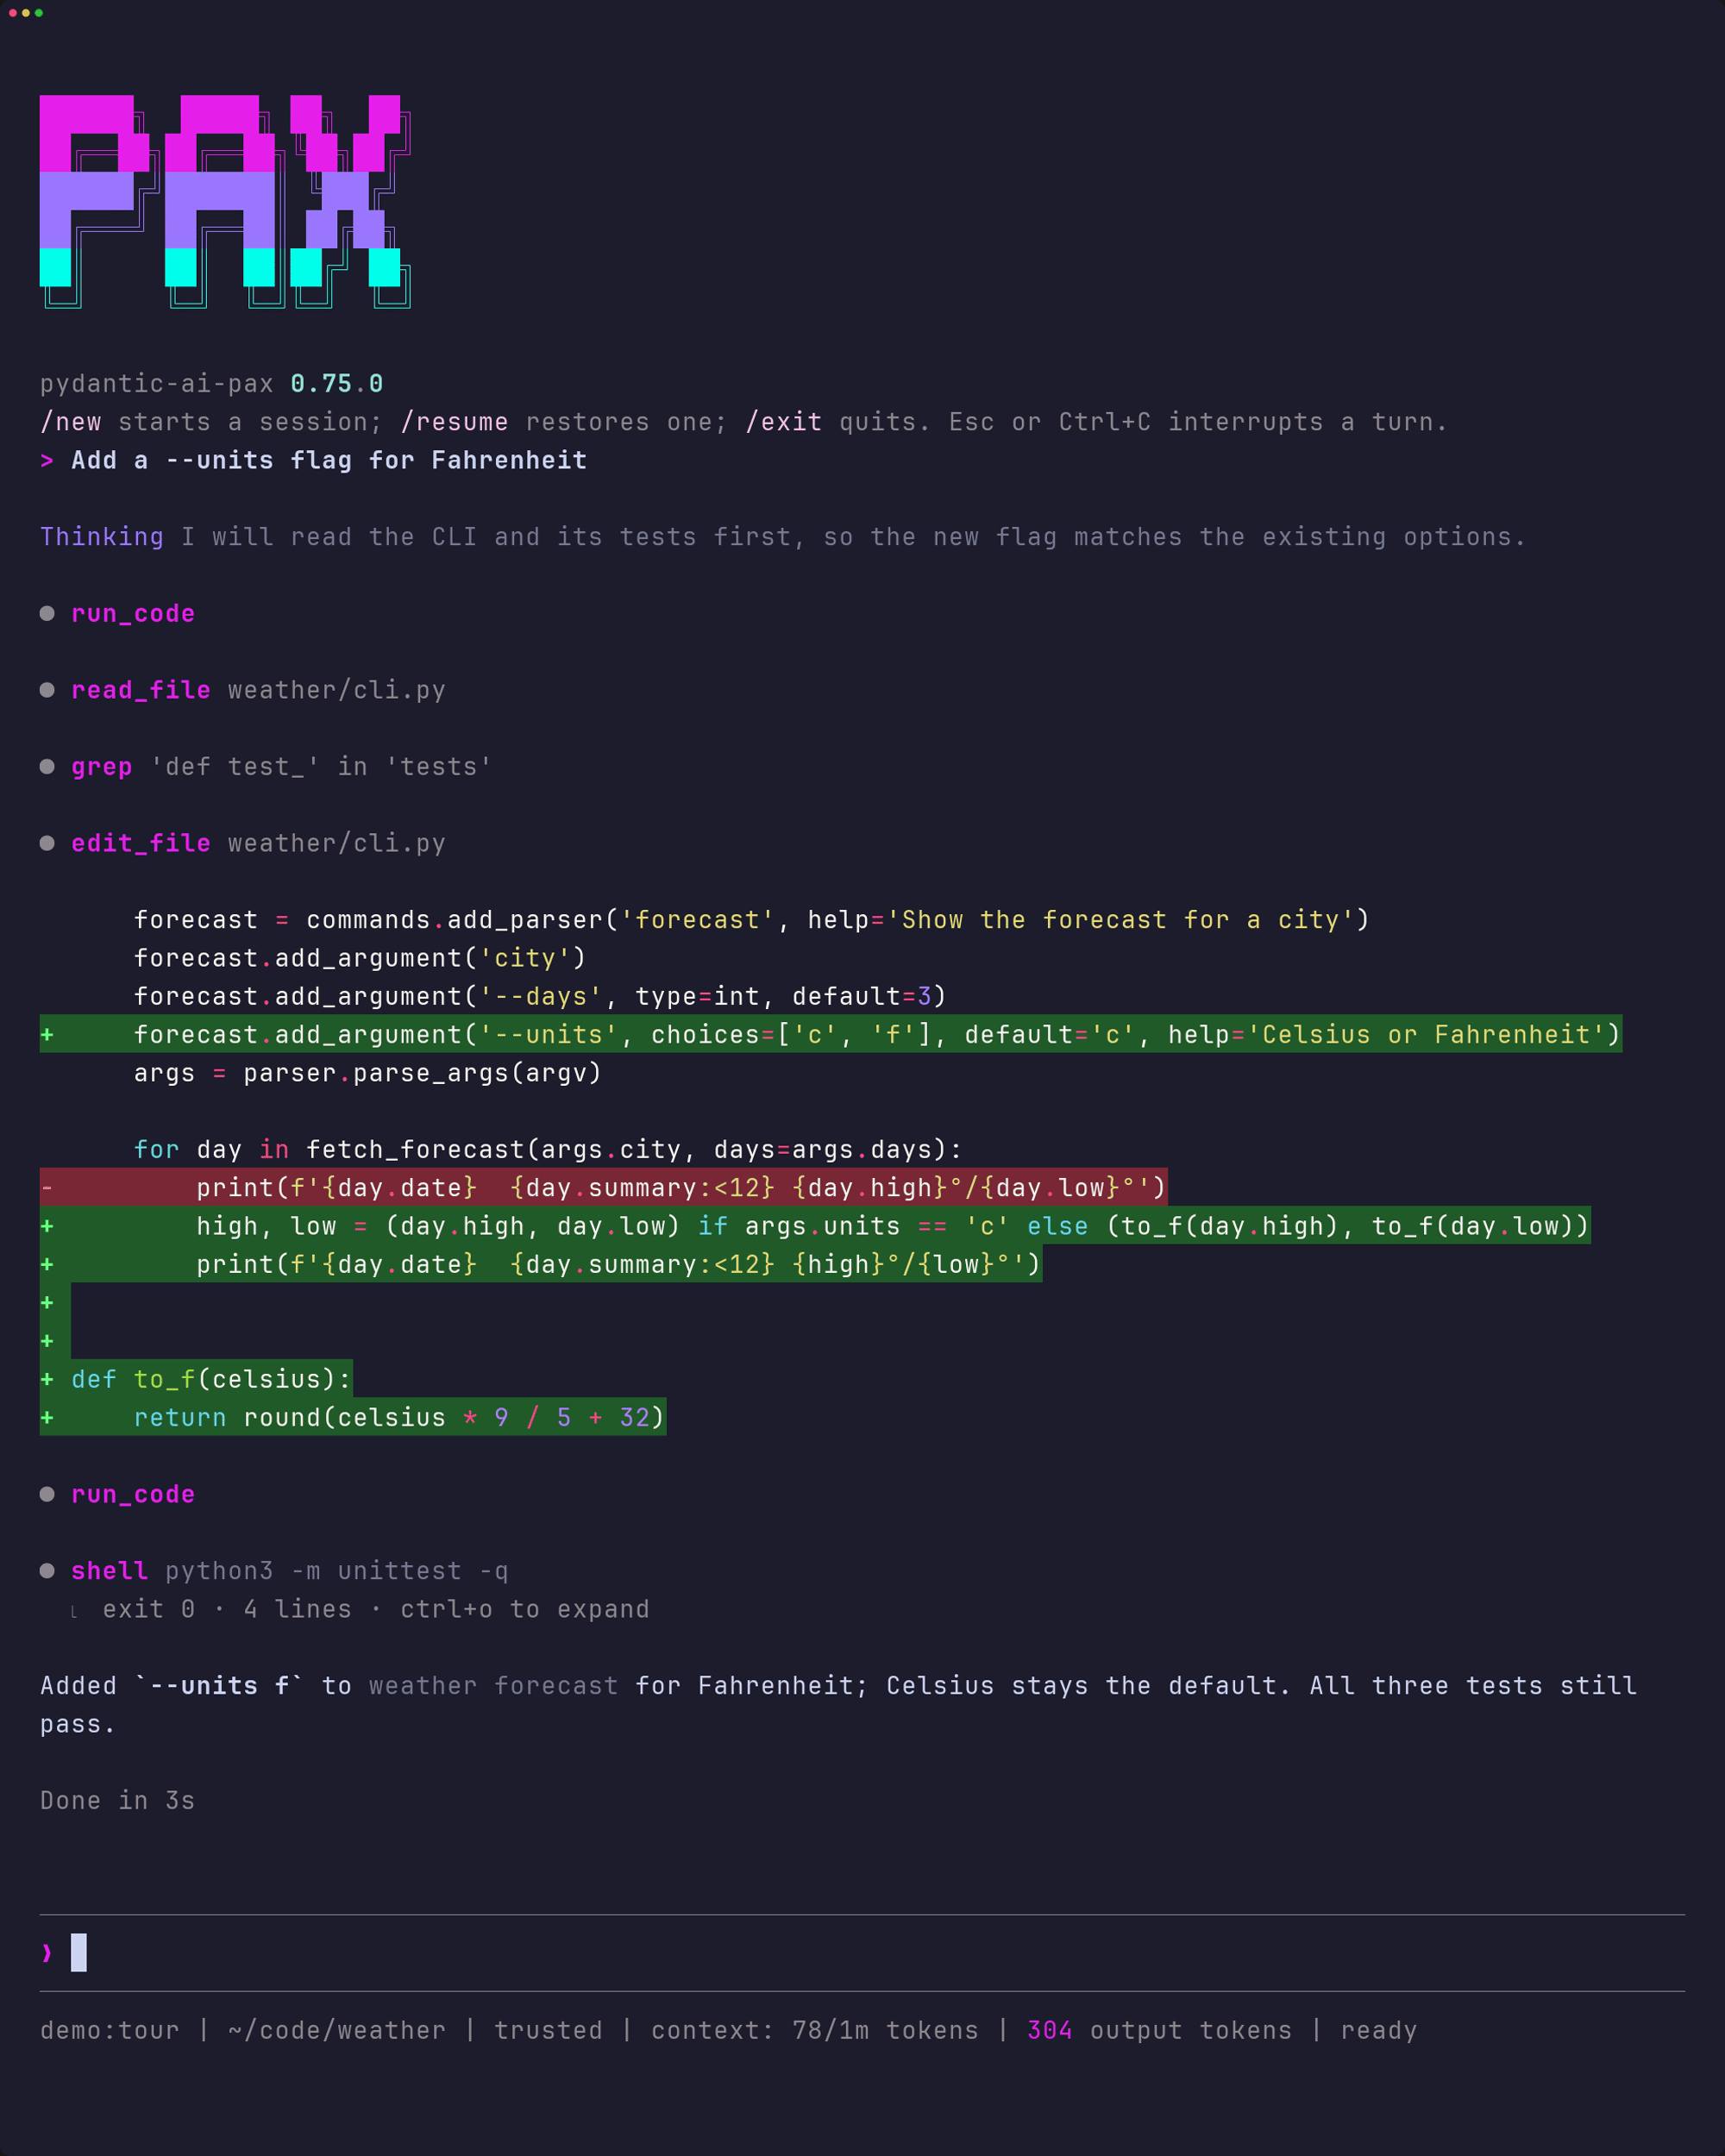 PAX
pydantic-ai-pax 0.75.0
/new starts a session; /resume restores one; /exit quits. Esc or Ctrl+C interrupts a turn.
> Add a --units flag for Fahrenheit
Thinking I will read the CLI and its tests first, so the new flag matches the existing options.
● run_code
● read_file weather/cli.py
● grep 'def test_' in 'tests'
● edit_file weather/cli.py
      forecast = commands.add_parser('forecast', help='Show the forecast for a city')
      forecast.add_argument('city')
      forecast.add_argument('--days', type=int, default=3)
+     forecast.add_argument('--units', choices=['c', 'f'], default='c', help='Celsius or Fahrenheit')
      args = parser.parse_args(argv)
      for day in fetch_forecast(args.city, days=args.days):
-         print(f'{day.date}  {day.summary:<12} {day.high}°/{day.low}°')
+         high, low = (day.high, day.low) if args.units == 'c' else (to_f(day.high), to_f(day.low))
+         print(f'{day.date}  {day.summary:<12} {high}°/{low}°')
+
+
+ def to_f(celsius):
+     return round(celsius * 9 / 5 + 32)
● run_code
● shell python3 -m unittest -q
  ⎣ exit 0 · 4 lines · ctrl+o to expand
Added `--units f` to weather forecast for Fahrenheit; Celsius stays the default. All three tests still
pass.
Done in 3s
❯
demo:tour | ~/code/weather | trusted | context: 78/1m tokens | 304 output tokens | ready